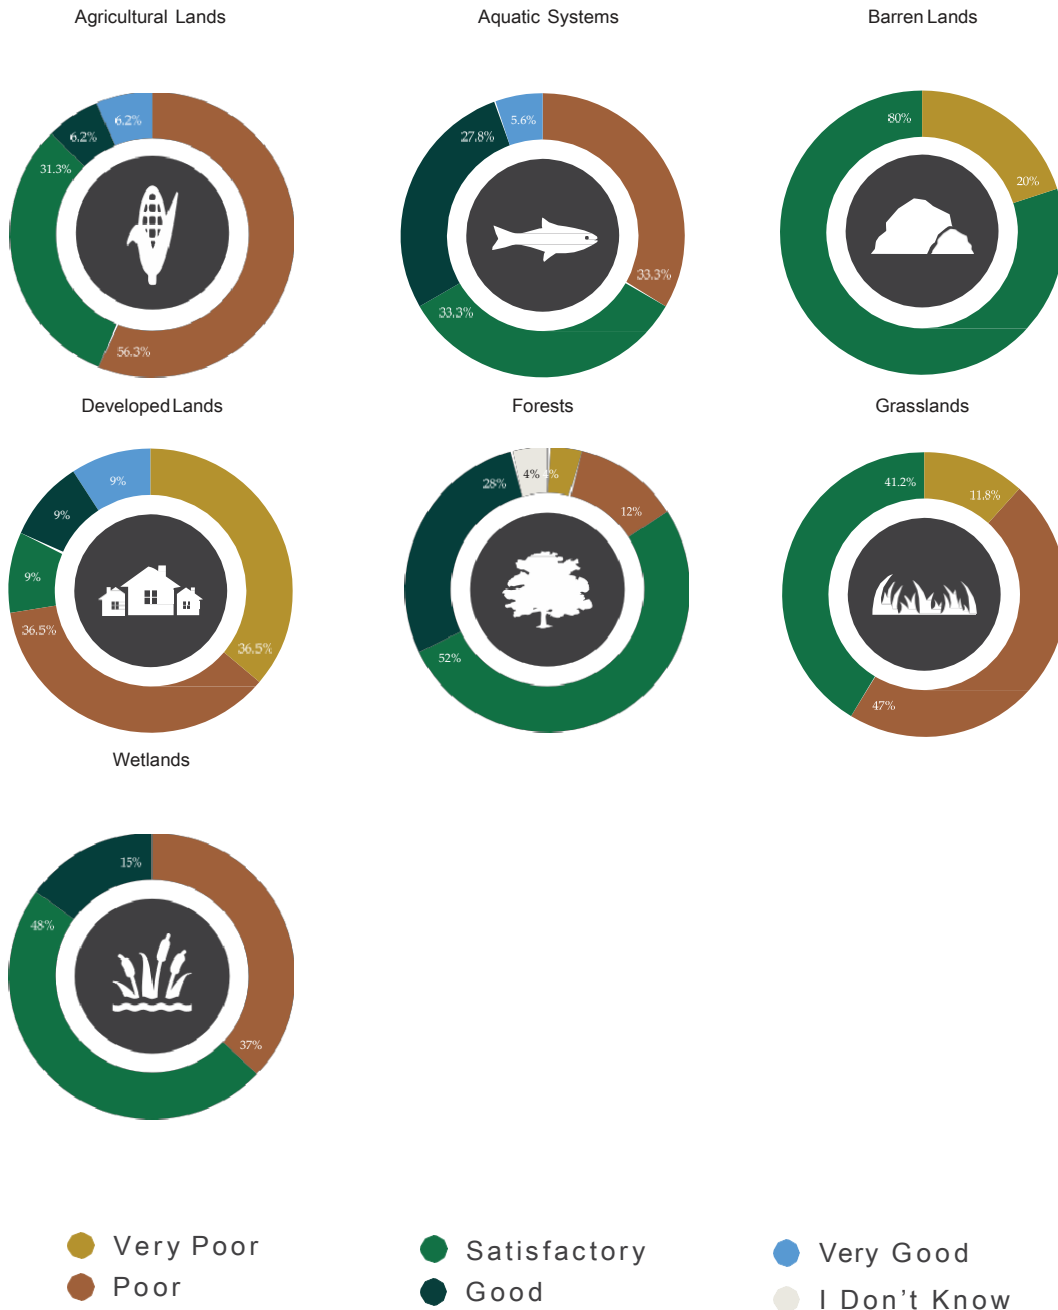 Agricultural Lands
Aquatic Systems
Barren Lands
6.2%
6.2%
31.3%
56.3%
5.6%
27.8%
33.3%
33.3%
80%
20%
Developed Lands
Forests
Grasslands
9%
9%
9%
36.5%
36.5%
4%
28%
12%
52%
41.2%
11.8%
47%
Wetlands
15%
48%
37%
Very Poor
Poor
Satisfactory
Good
Very Good
I Don't Know